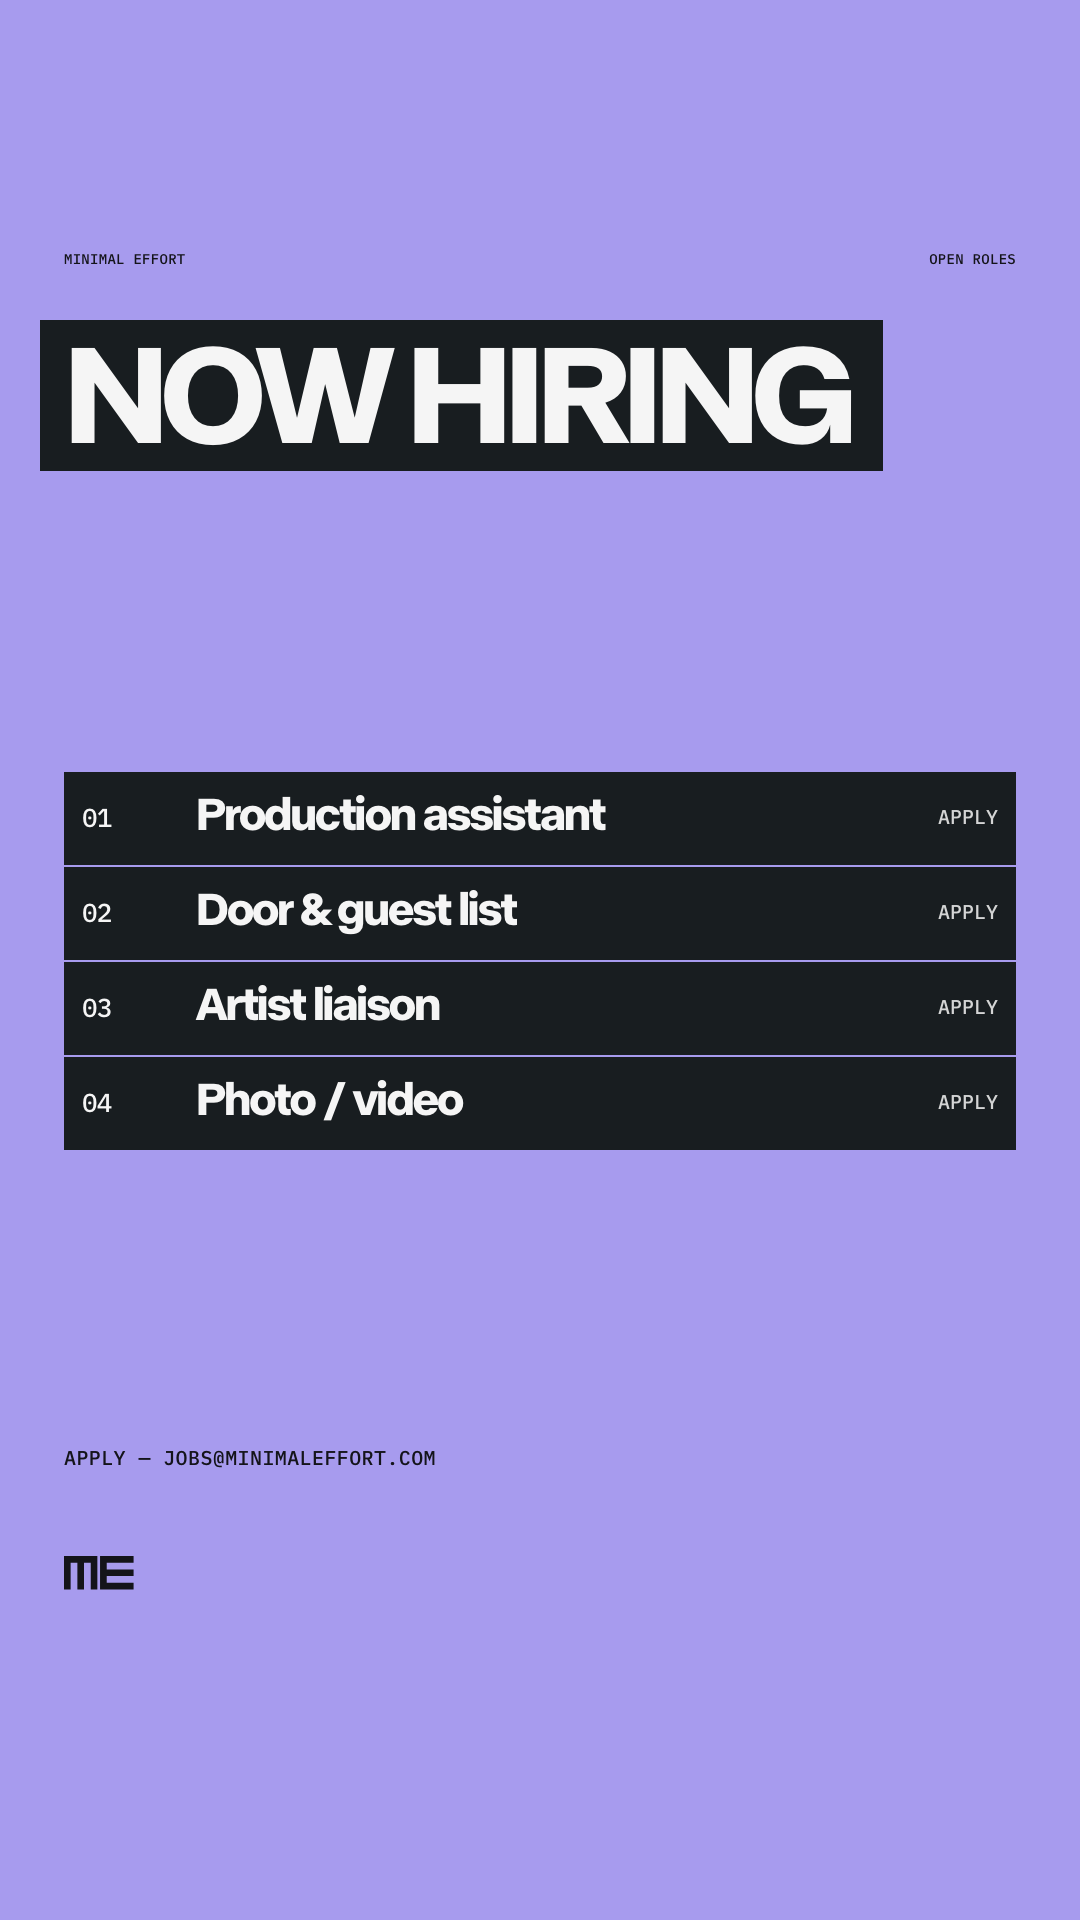 MINIMAL EFFORT
OPEN ROLES
NOW HIRING
01 Production assistant APPLY
02 Door & guest list APPLY
03 Artist liaison APPLY
04 Photo / video APPLY
APPLY — JOBS@MINIMALEFFORT.COM
ME